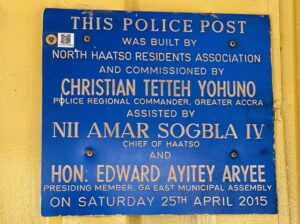 THIS POLICE POST
WAS BUILT BY
NORTH HAATSO RESIDENTS ASSOCIATION
AND COMMISSIONED BY
CHRISTIAN TETTEH YOHUNO
POLICE REGIONAL COMMANDER, GREATER ACCRA
ASSISTED BY
NII AMAR SOGBLA IV
CHIEF OF HAATSO
AND
HON. EDWARD AYITEY ARYEE
PRESIDING MEMBER, GA EAST MUNICIPAL ASSEMBLY
ON SATURDAY 25TH APRIL 2015